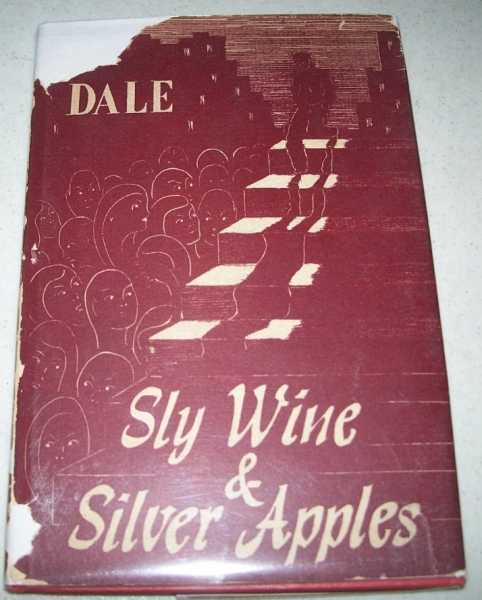 DALE
Sly Wine
&
Silver Apples